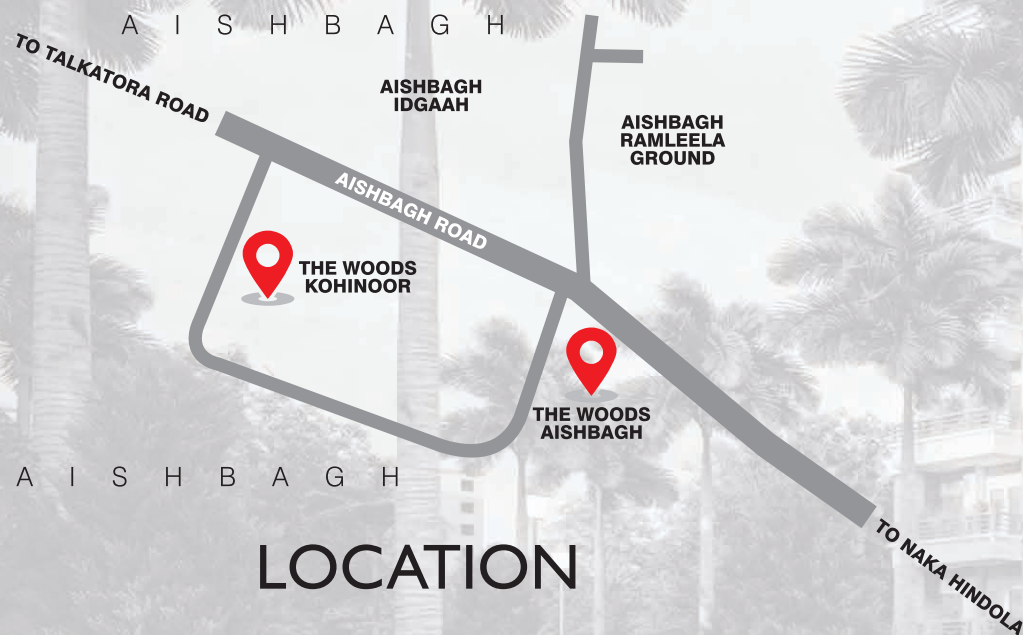 AISHBAGH
TO TALKATORA ROAD
AISHBAGH
IDGAAH
AISHBAGH
RAMLEELA
GROUND
AISHBAGH ROAD
THE WOODS
KOHINOOR
THE WOODS
AISHBAGH
AISHBAGH
TO NAKA HINDOLA
LOCATION